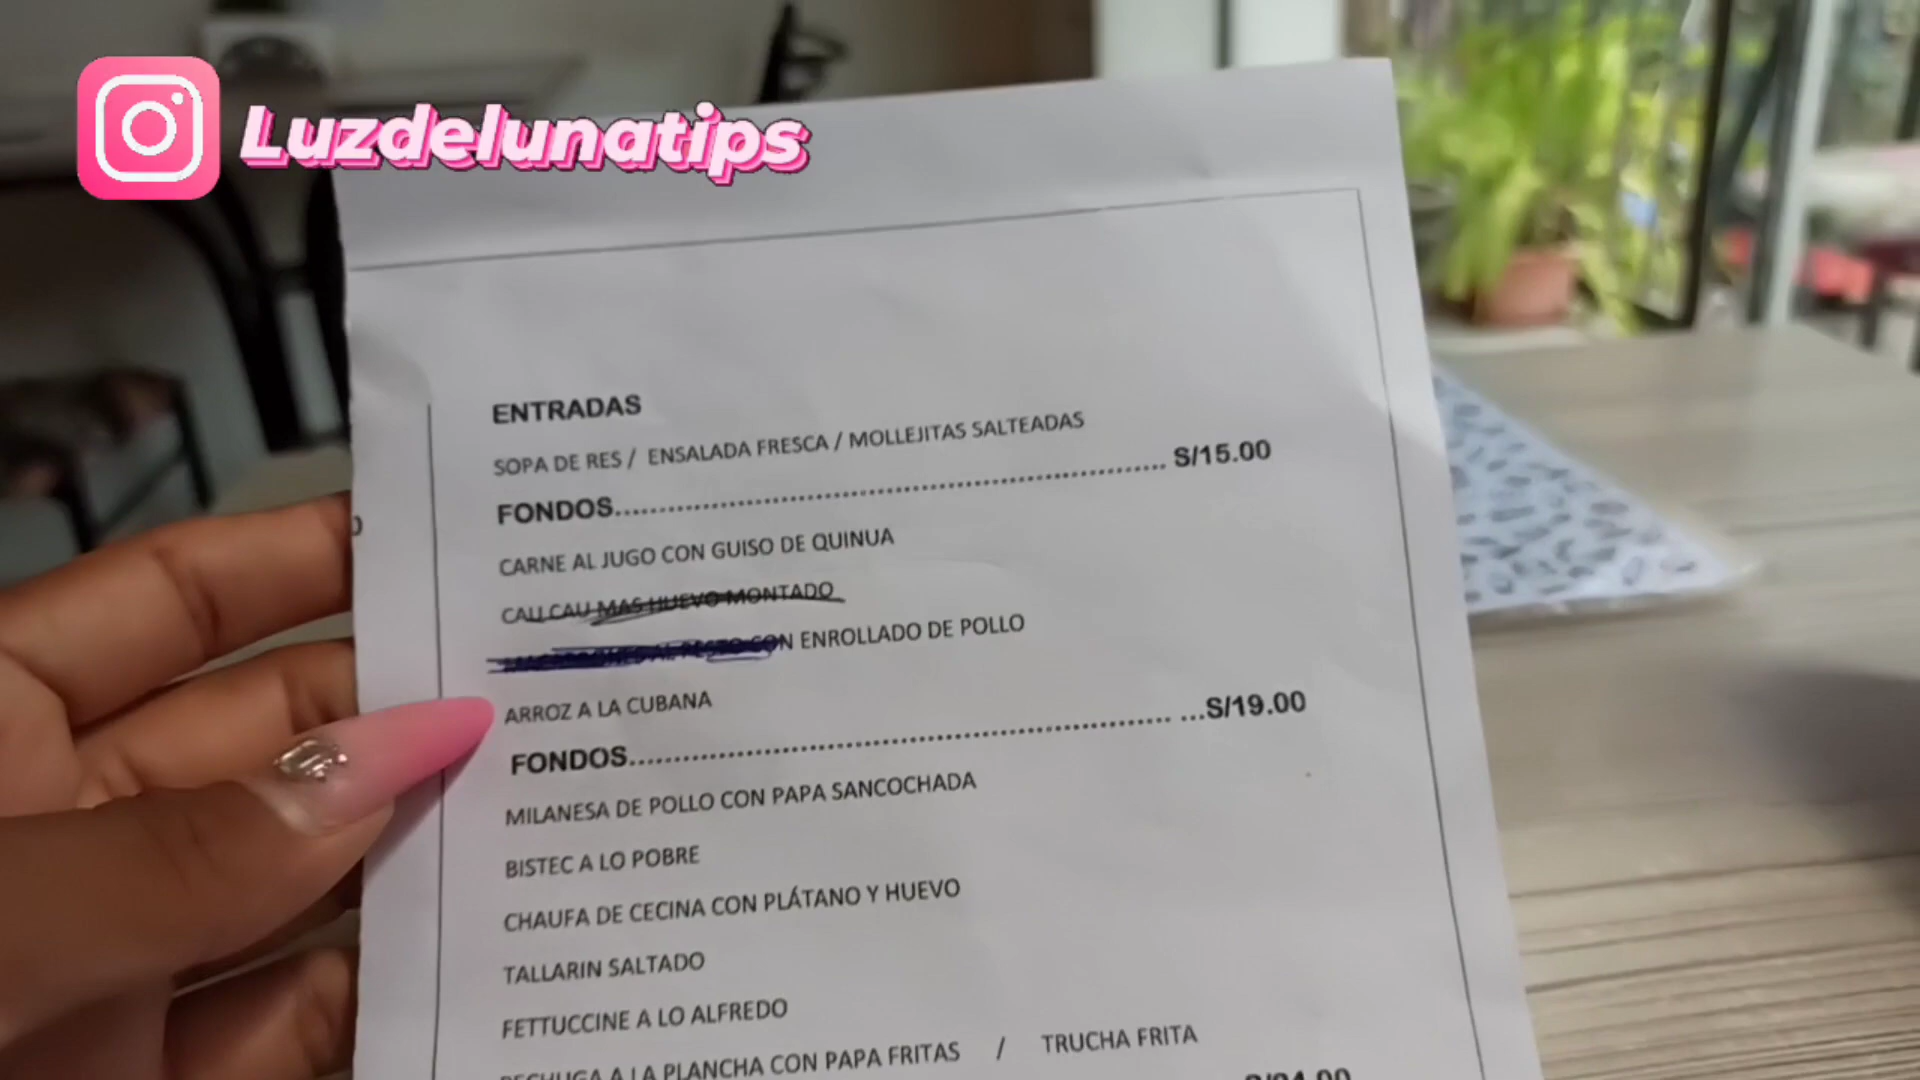 Luzdelunatips
ENTRADAS
SOPA DE RES / ENSALADA FRESCA / MOLLEJITAS SALTEADAS
FONDOS........................................................................ S/15.00
CARNE AL JUGO CON GUISO DE QUINUA
CAU CAU MAS HUEVO MONTADO
CON ENROLLADO DE POLLO
ARROZ A LA CUBANA
FONDOS..................................................................... ...S/19.00
MILANESA DE POLLO CON PAPA SANCOCHADA
BISTEC A LO POBRE
CHAUFA DE CECINA CON PLÁTANO Y HUEVO
TALLARIN SALTADO
FETTUCCINE A LO ALFREDO
PECHUGA A LA PLANCHA CON PAPA FRITAS / TRUCHA FRITA